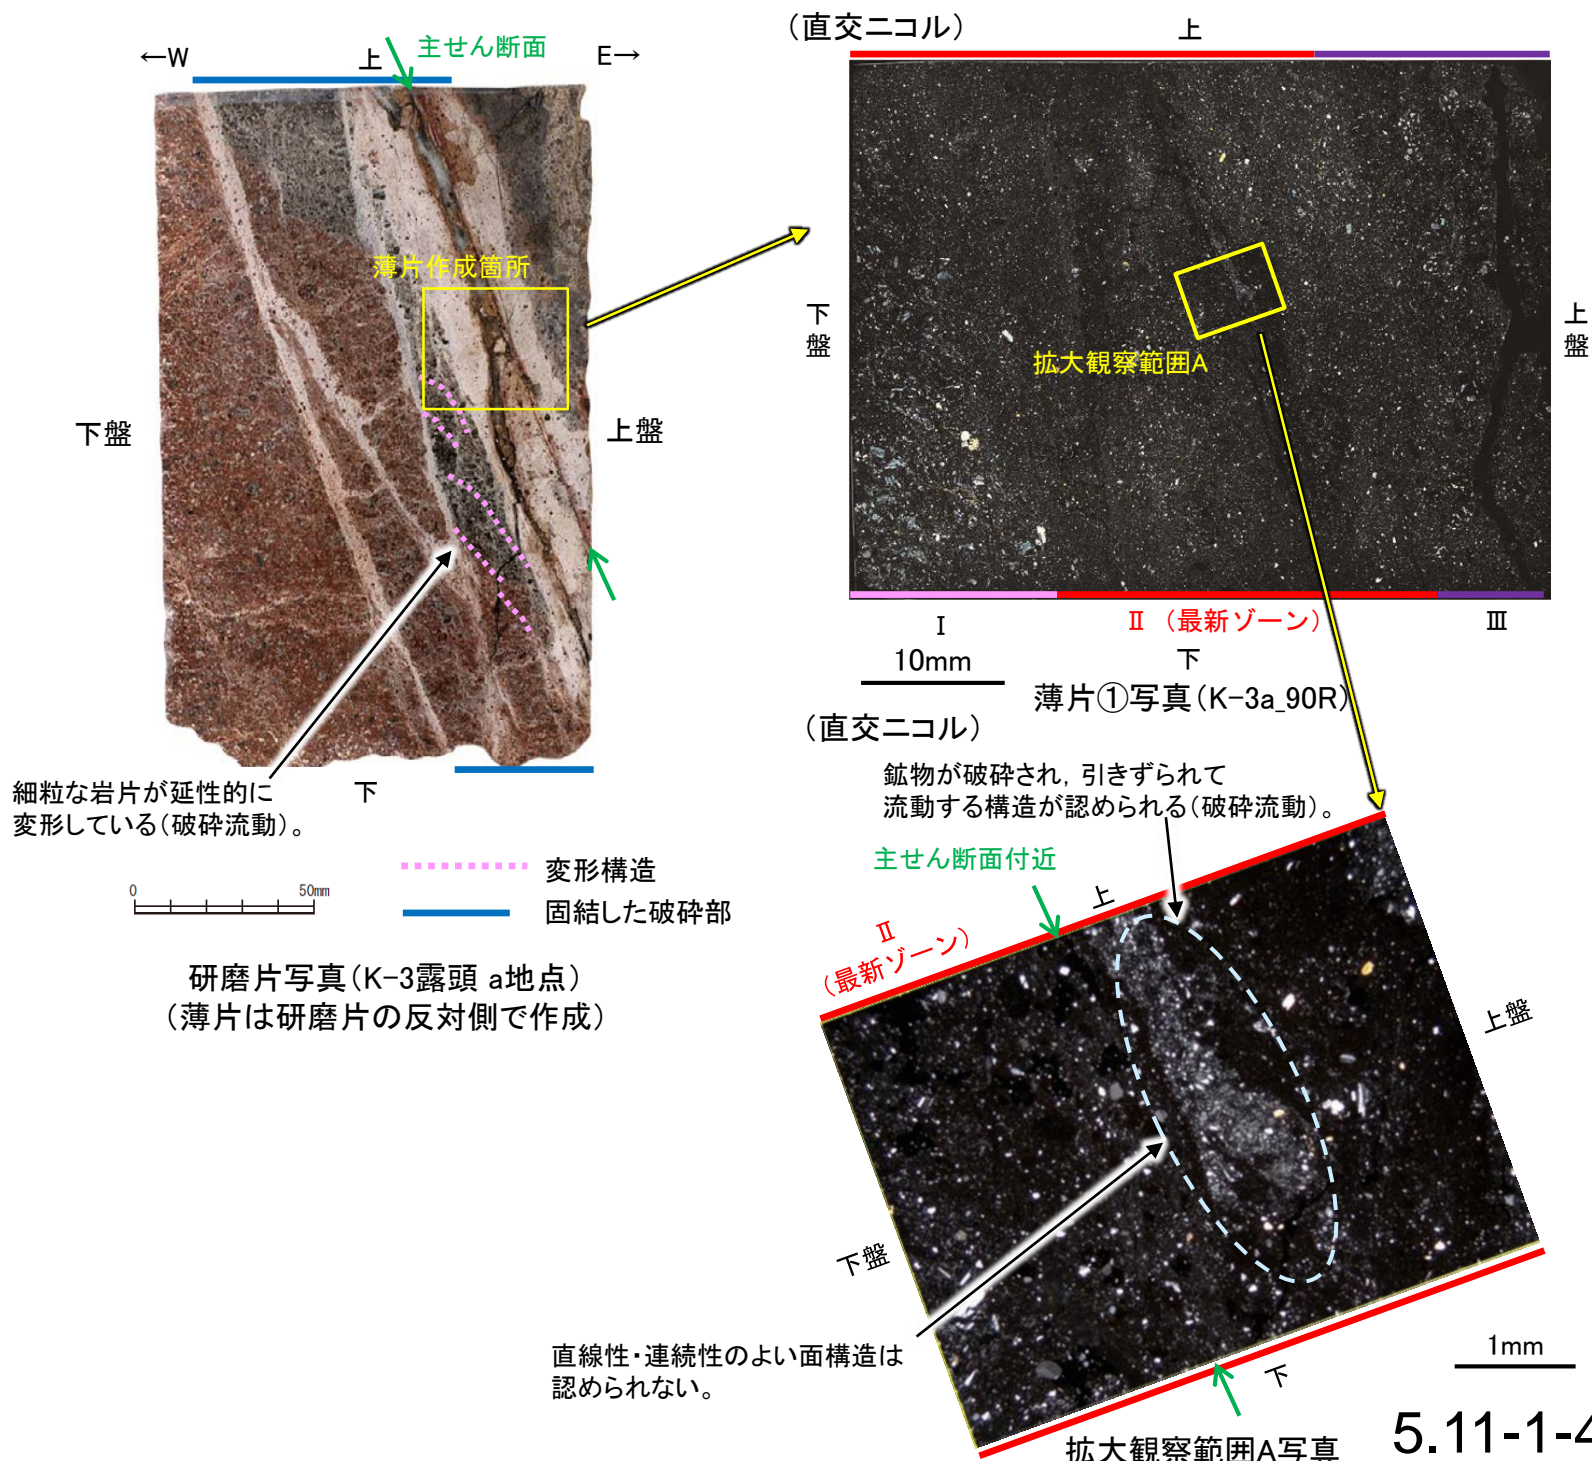 ←W
上
主せん断面
E→
薄片作成箇所
下盤
上盤
細粒な岩片が延性的に
変形している(破砕流動)。
下
0
50mm
変形構造
固結した破砕部
研磨片写真(K-3露頭 a地点)
(薄片は研磨片の反対側で作成)
(直交ニコル)
上
下盤
上盤
拡大観察範囲A
Ⅰ
Ⅱ (最新ゾーン)
Ⅲ
10mm
下
薄片①写真(K-3a_90R)
(直交ニコル)
鉱物が破砕され, 引きずられて
流動する構造が認められる(破砕流動)。
主せん断面付近
上
Ⅱ
(最新ゾーン)
上盤
下盤
直線性・連続性のよい面構造は
認められない。
下
1mm
拡大観察範囲A写真
5.11-1-4